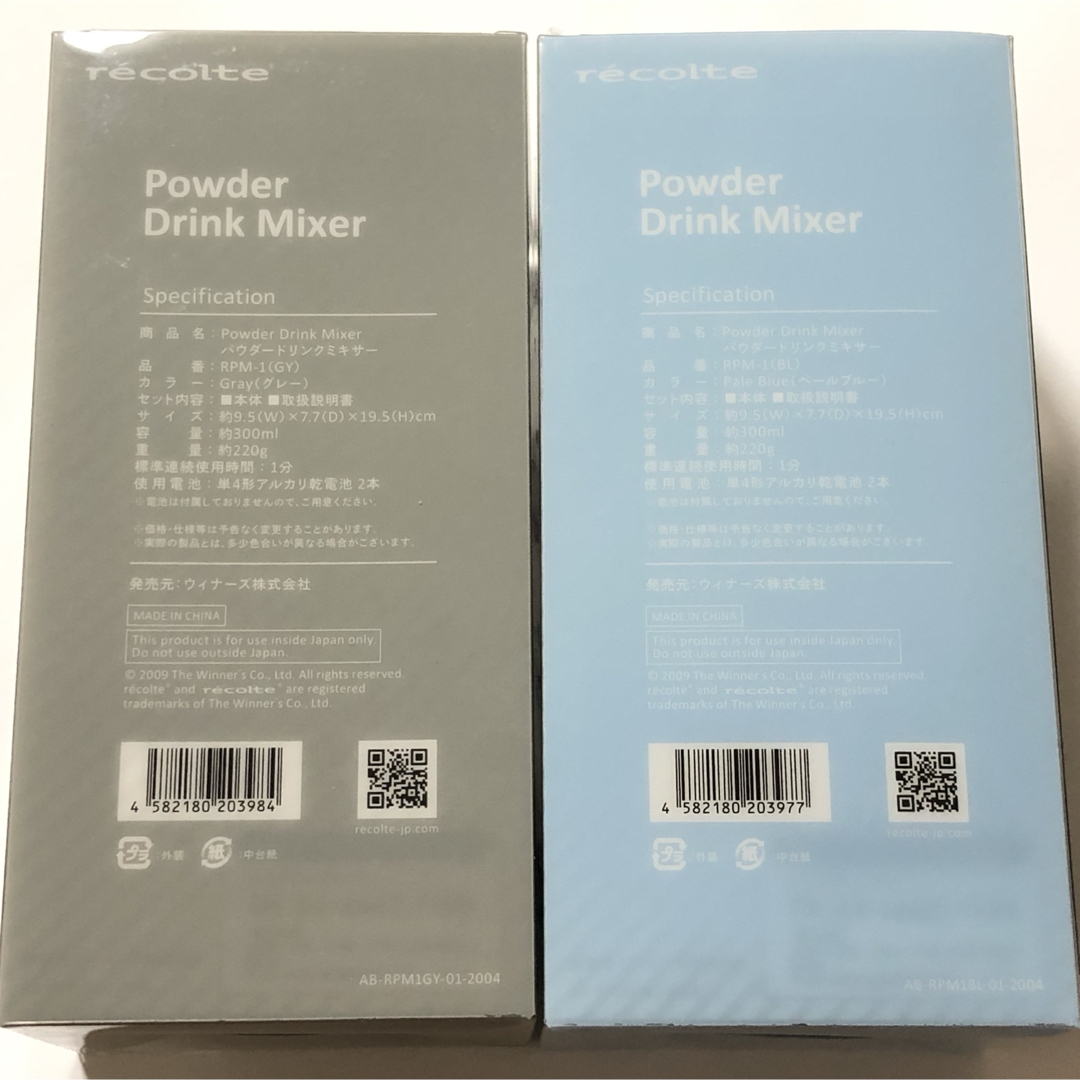 récolte
Powder
Drink Mixer
Specification
商品名：Powder Drink Mixer
パウダードリンクミキサー
品番：RPM-1(GY)
カラー：Gray(グレー)
セット内容：■本体 ■取扱説明書
サイズ：約9.5(W)×7.7(D)×19.5(H)cm
容量：約300ml
重量：約220g
標準連続使用時間：1分
使用電池：単4形アルカリ乾電池 2本
※電池は付属しておりませんので、ご用意ください。
※価格・仕様等は予告なく変更することがあります。
※実際の製品とは、多少色合いが異なる場合がございます。
発売元：ウィナーズ株式会社
MADE IN CHINA
This product is for use inside Japan only.
Do not use outside Japan.
© 2009 The Winner's Co., Ltd. All rights reserved.
récolte® and récolte® are registered
trademarks of The Winner's Co., Ltd.
4 582180 203984
recolte-jp.com
プラ：外装 紙：中台紙
AB-RPM1GY-01-2004
récolte
Powder
Drink Mixer
Specification
商品名：Powder Drink Mixer
パウダードリンクミキサー
品番：RPM-1(BL)
カラー：Pale Blue(ペールブルー)
セット内容：■本体 ■取扱説明書
サイズ：約9.5(W)×7.7(D)×19.5(H)cm
容量：約300ml
重量：約220g
標準連続使用時間：1分
使用電池：単4形アルカリ乾電池 2本
※電池は付属しておりませんので、ご用意ください。
※価格・仕様等は予告なく変更することがあります。
※実際の製品とは、多少色合いが異なる場合がございます。
発売元：ウィナーズ株式会社
MADE IN CHINA
This product is for use inside Japan only.
Do not use outside Japan.
© 2009 The Winner's Co., Ltd. All rights reserved.
récolte® and récolte® are registered
trademarks of The Winner's Co., Ltd.
4 582180 203977
recolte-jp.com
プラ：外装 紙：中台紙
AB-RPM1BL-01-2004